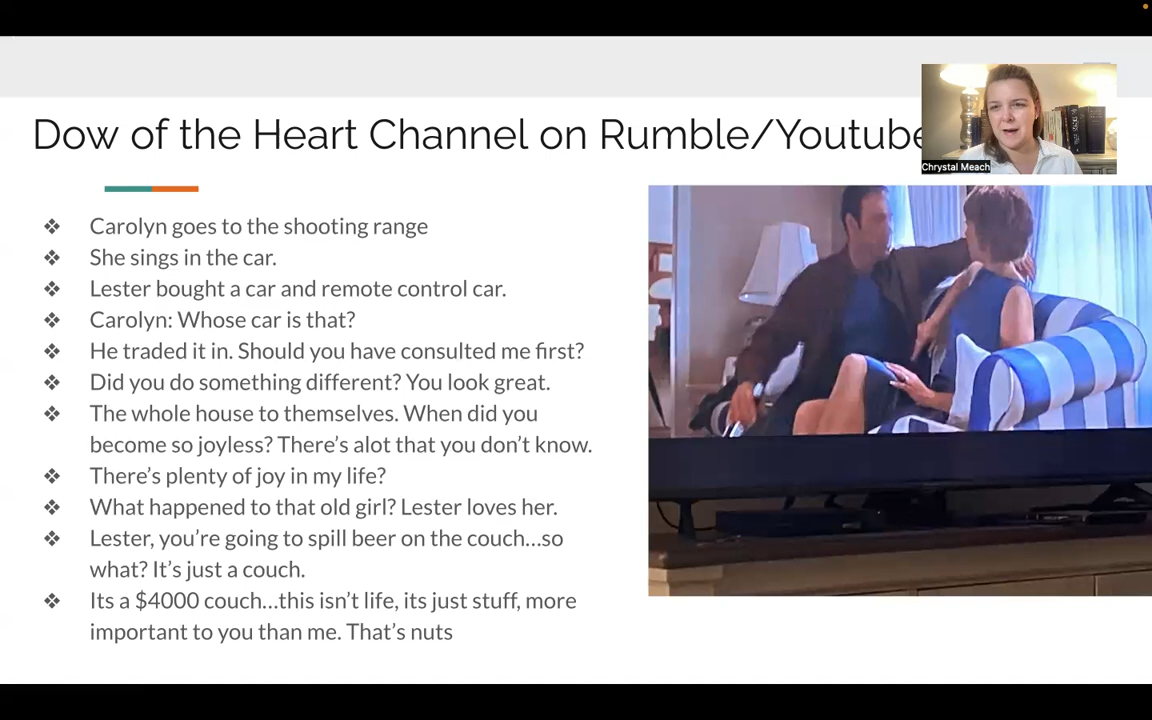 Dow of the Heart Channel on Rumble/Youtube
Chrystal Meach
❖ Carolyn goes to the shooting range
❖ She sings in the car.
❖ Lester bought a car and remote control car.
❖ Carolyn: Whose car is that?
❖ He traded it in. Should you have consulted me first?
❖ Did you do something different? You look great.
❖ The whole house to themselves. When did you
become so joyless? There's alot that you don't know.
❖ There's plenty of joy in my life?
❖ What happened to that old girl? Lester loves her.
❖ Lester, you're going to spill beer on the couch...so
what? It's just a couch.
❖ Its a $4000 couch...this isn't life, its just stuff, more
important to you than me. That's nuts